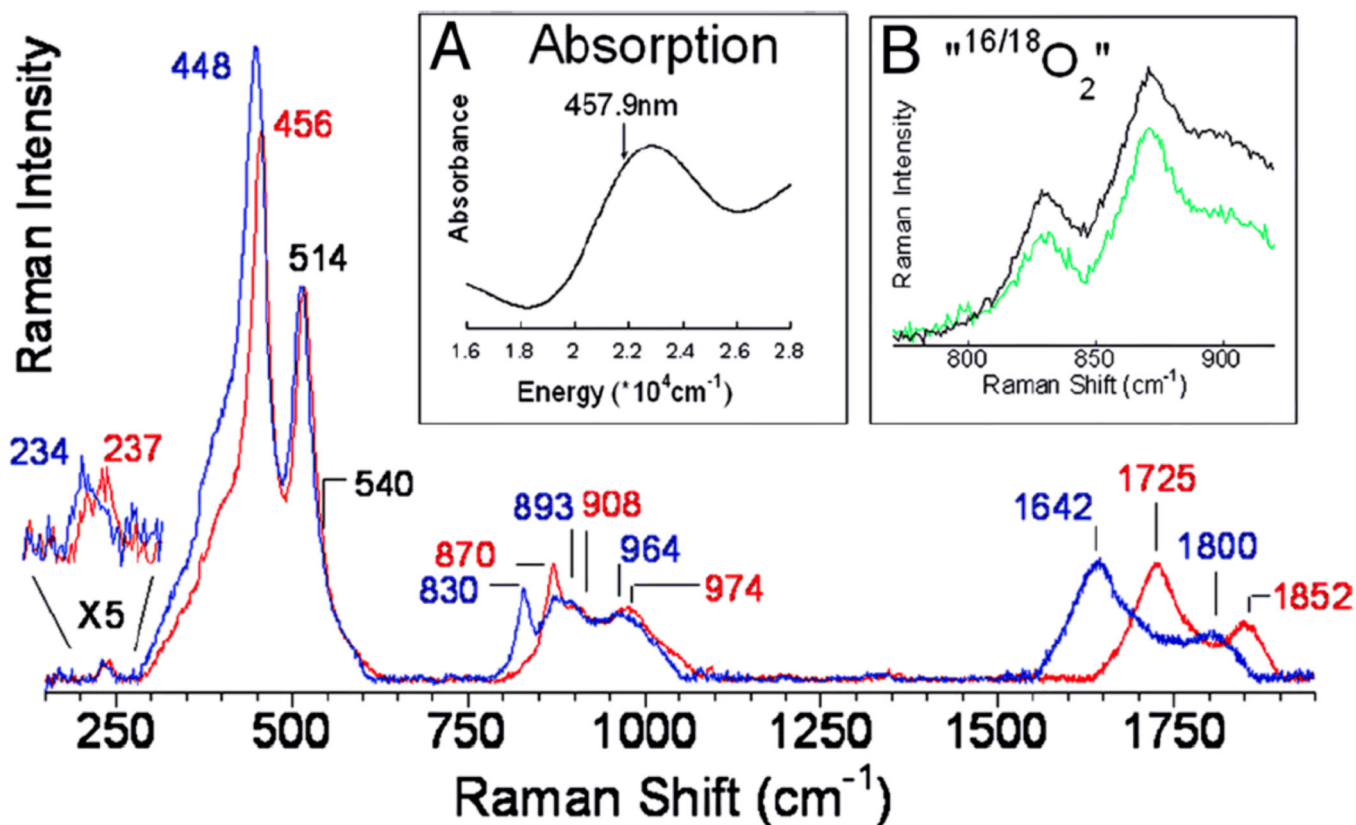 Raman Intensity
448
456
514
540
234
237
X5
A Absorption
457.9nm
Absorbance
1.6 1.8 2 2.2 2.4 2.6 2.8
Energy (*10⁴cm⁻¹)
B "¹⁶/¹⁸O₂"
Raman Intensity
800 850 900
Raman Shift (cm⁻¹)
893 908
870 964
830 974
1725
1642
1800
1852
250 500 750 1000 1250 1500 1750
Raman Shift (cm⁻¹)